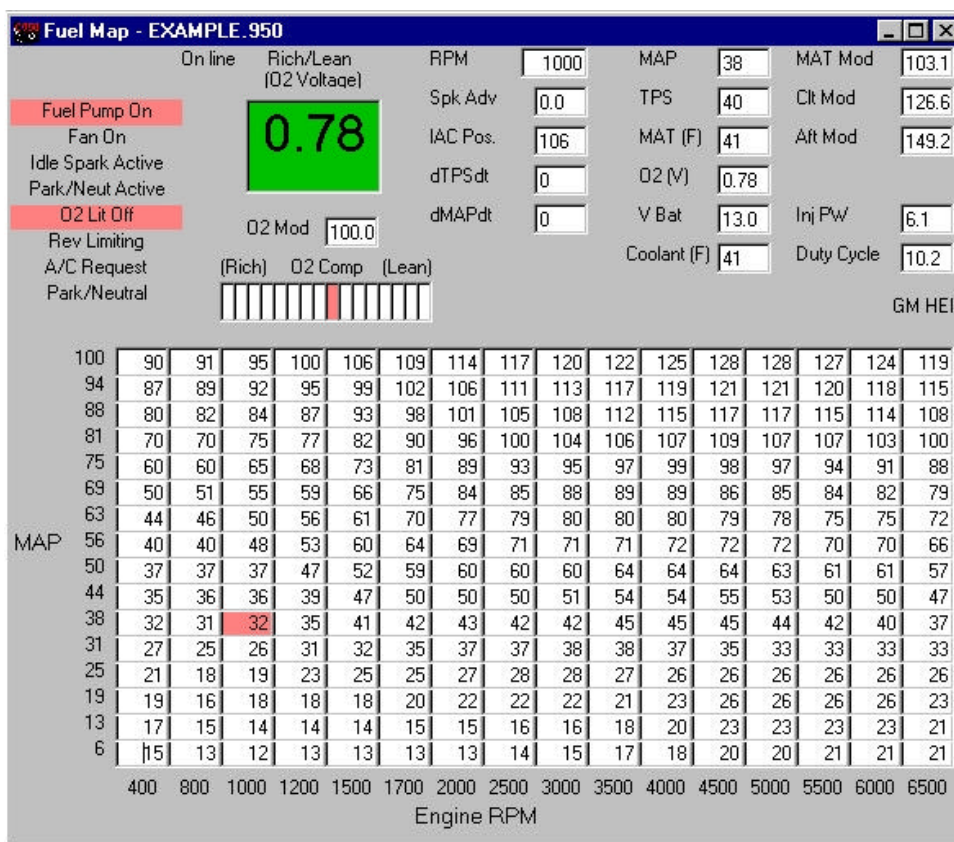 Fuel Map - EXAMPLE.950
On line
Rich/Lean
(O2 Voltage)
0.78
O2 Mod 100.0
(Rich) O2 Comp (Lean)
Fuel Pump On
Fan On
Idle Spark Active
Park/Neut Active
O2 Lit Off
Rev Limiting
A/C Request
Park/Neutral
RPM 1000
Spk Adv 0.0
IAC Pos. 106
dTPSdt 0
dMAPdt 0
MAP 38
TPS 40
MAT (F) 41
O2 (V) 0.78
V Bat 13.0
Coolant (F) 41
MAT Mod 103.1
Clt Mod 126.6
Aft Mod 149.2
Inj PW 6.1
Duty Cycle 10.2
GM HEI
100 90 91 95 100 106 109 114 117 120 122 125 128 128 127 124 119
94 87 89 92 95 99 102 106 111 113 117 119 121 121 120 118 115
88 80 82 84 87 93 98 101 105 108 112 115 117 117 115 114 108
81 70 70 75 77 82 90 96 100 104 106 107 109 107 107 103 100
75 60 60 65 68 73 81 89 93 95 97 99 98 97 94 91 88
69 50 51 55 59 66 75 84 85 88 89 89 86 85 84 82 79
63 44 46 50 56 61 70 77 79 80 80 80 79 78 75 75 72
MAP 56 40 40 48 53 60 64 69 71 71 71 72 72 72 70 70 66
50 37 37 37 47 52 59 60 60 60 64 64 64 63 61 61 57
44 35 36 36 39 47 50 50 50 51 54 54 55 53 50 50 47
38 32 31 32 35 41 42 43 42 42 45 45 45 44 42 40 37
31 27 25 26 31 32 35 37 37 38 38 37 35 33 33 33 33
25 21 18 19 23 25 25 27 28 28 27 26 26 26 26 26 26
19 19 16 18 18 18 20 22 22 22 21 23 26 26 26 26 23
13 17 15 14 14 14 15 15 16 16 18 20 23 23 23 23 21
6 15 13 12 13 13 13 13 14 15 17 18 20 20 21 21 21
400 800 1000 1200 1500 1700 2000 2500 3000 3500 4000 4500 5000 5500 6000 6500
Engine RPM